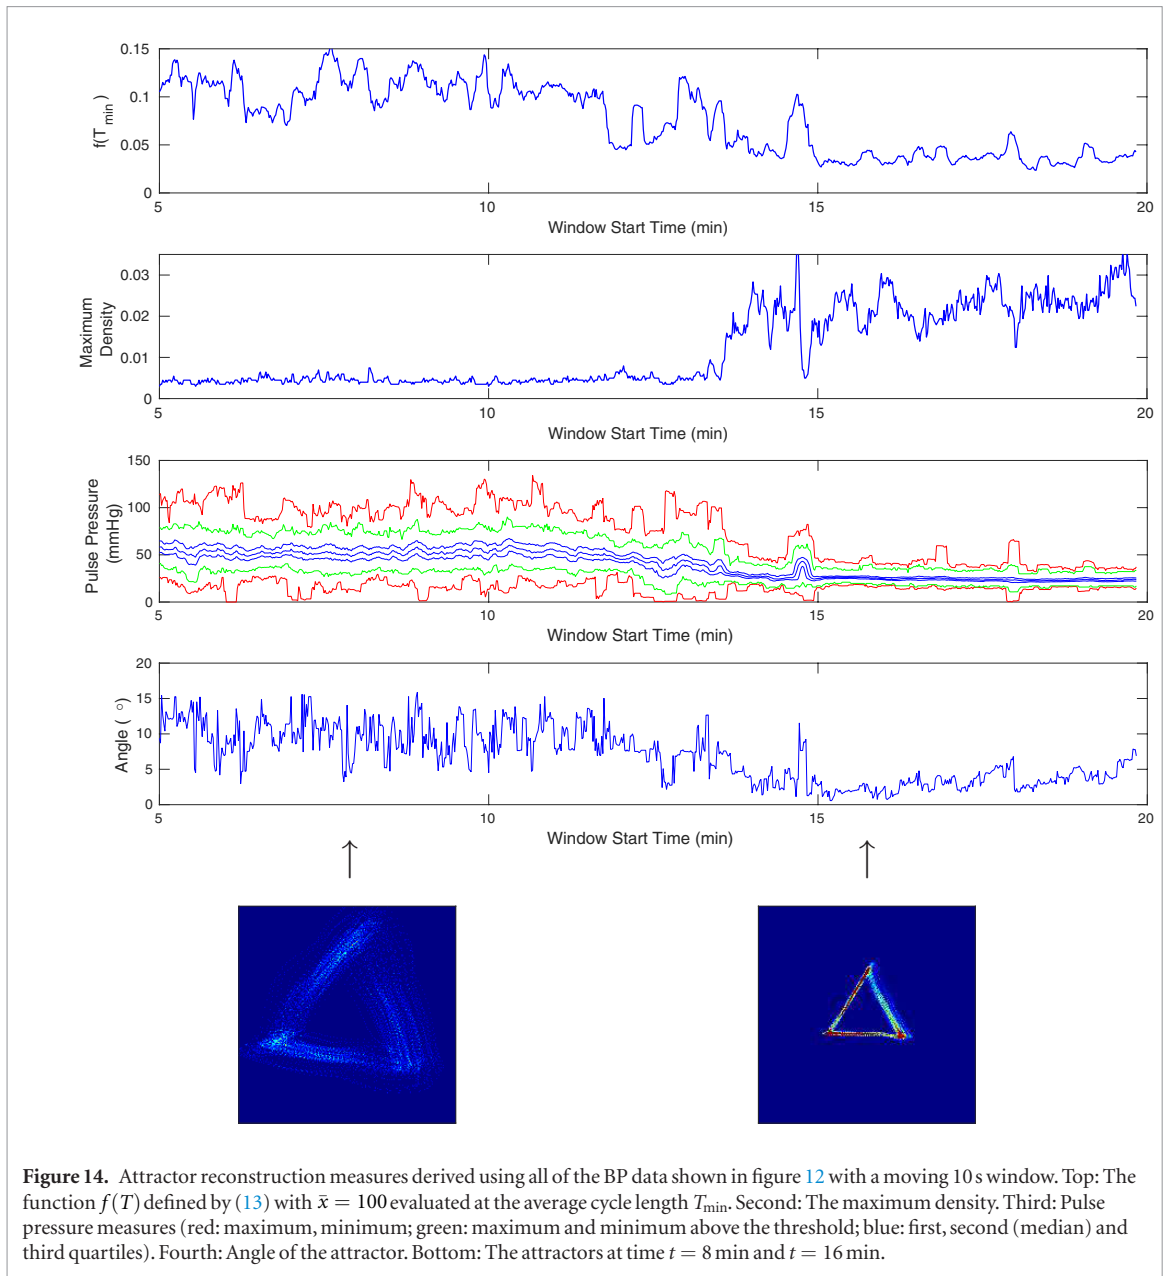 0.15
0.1
0.05
0
f(T min)
5
10
15
20
Window Start Time (min)
0.03
0.02
0.01
0
Maximum
Density
5
10
15
20
Window Start Time (min)
150
100
50
0
Pulse Pressure
(mmHg)
5
10
15
20
Window Start Time (min)
20
15
10
5
0
Angle ( °)
5
10
15
20
Window Start Time (min)
Figure 14. Attractor reconstruction measures derived using all of the BP data shown in figure 12 with a moving 10 s window. Top: The
function f(T) defined by (13) with x̄ = 100 evaluated at the average cycle length Tmin. Second: The maximum density. Third: Pulse
pressure measures (red: maximum, minimum; green: maximum and minimum above the threshold; blue: first, second (median) and
third quartiles). Fourth: Angle of the attractor. Bottom: The attractors at time t = 8 min and t = 16 min.